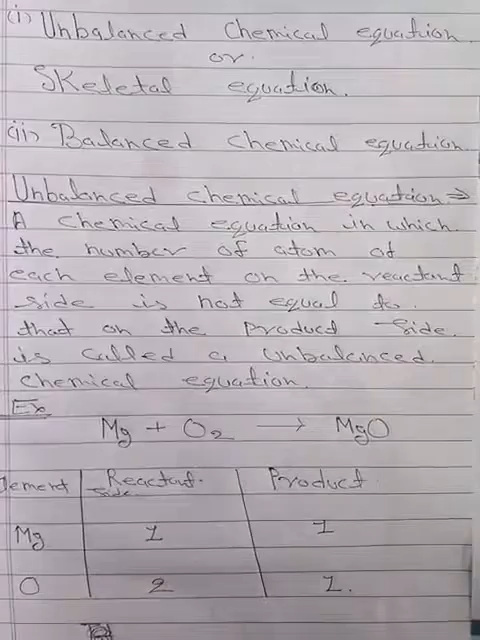 (i) Unbalanced chemical equation
or
Skeletal equation.
(ii) Balanced chemical equation
Unbalanced chemical equation ⇒
A chemical equation in which
the number of atom of
each element on the reactant
side is not equal to
that on the product side.
is called a unbalanced
chemical equation.
Ex
Mg + O₂ → MgO
lement Reactant side Product
Mg 1 1
O 2 1.